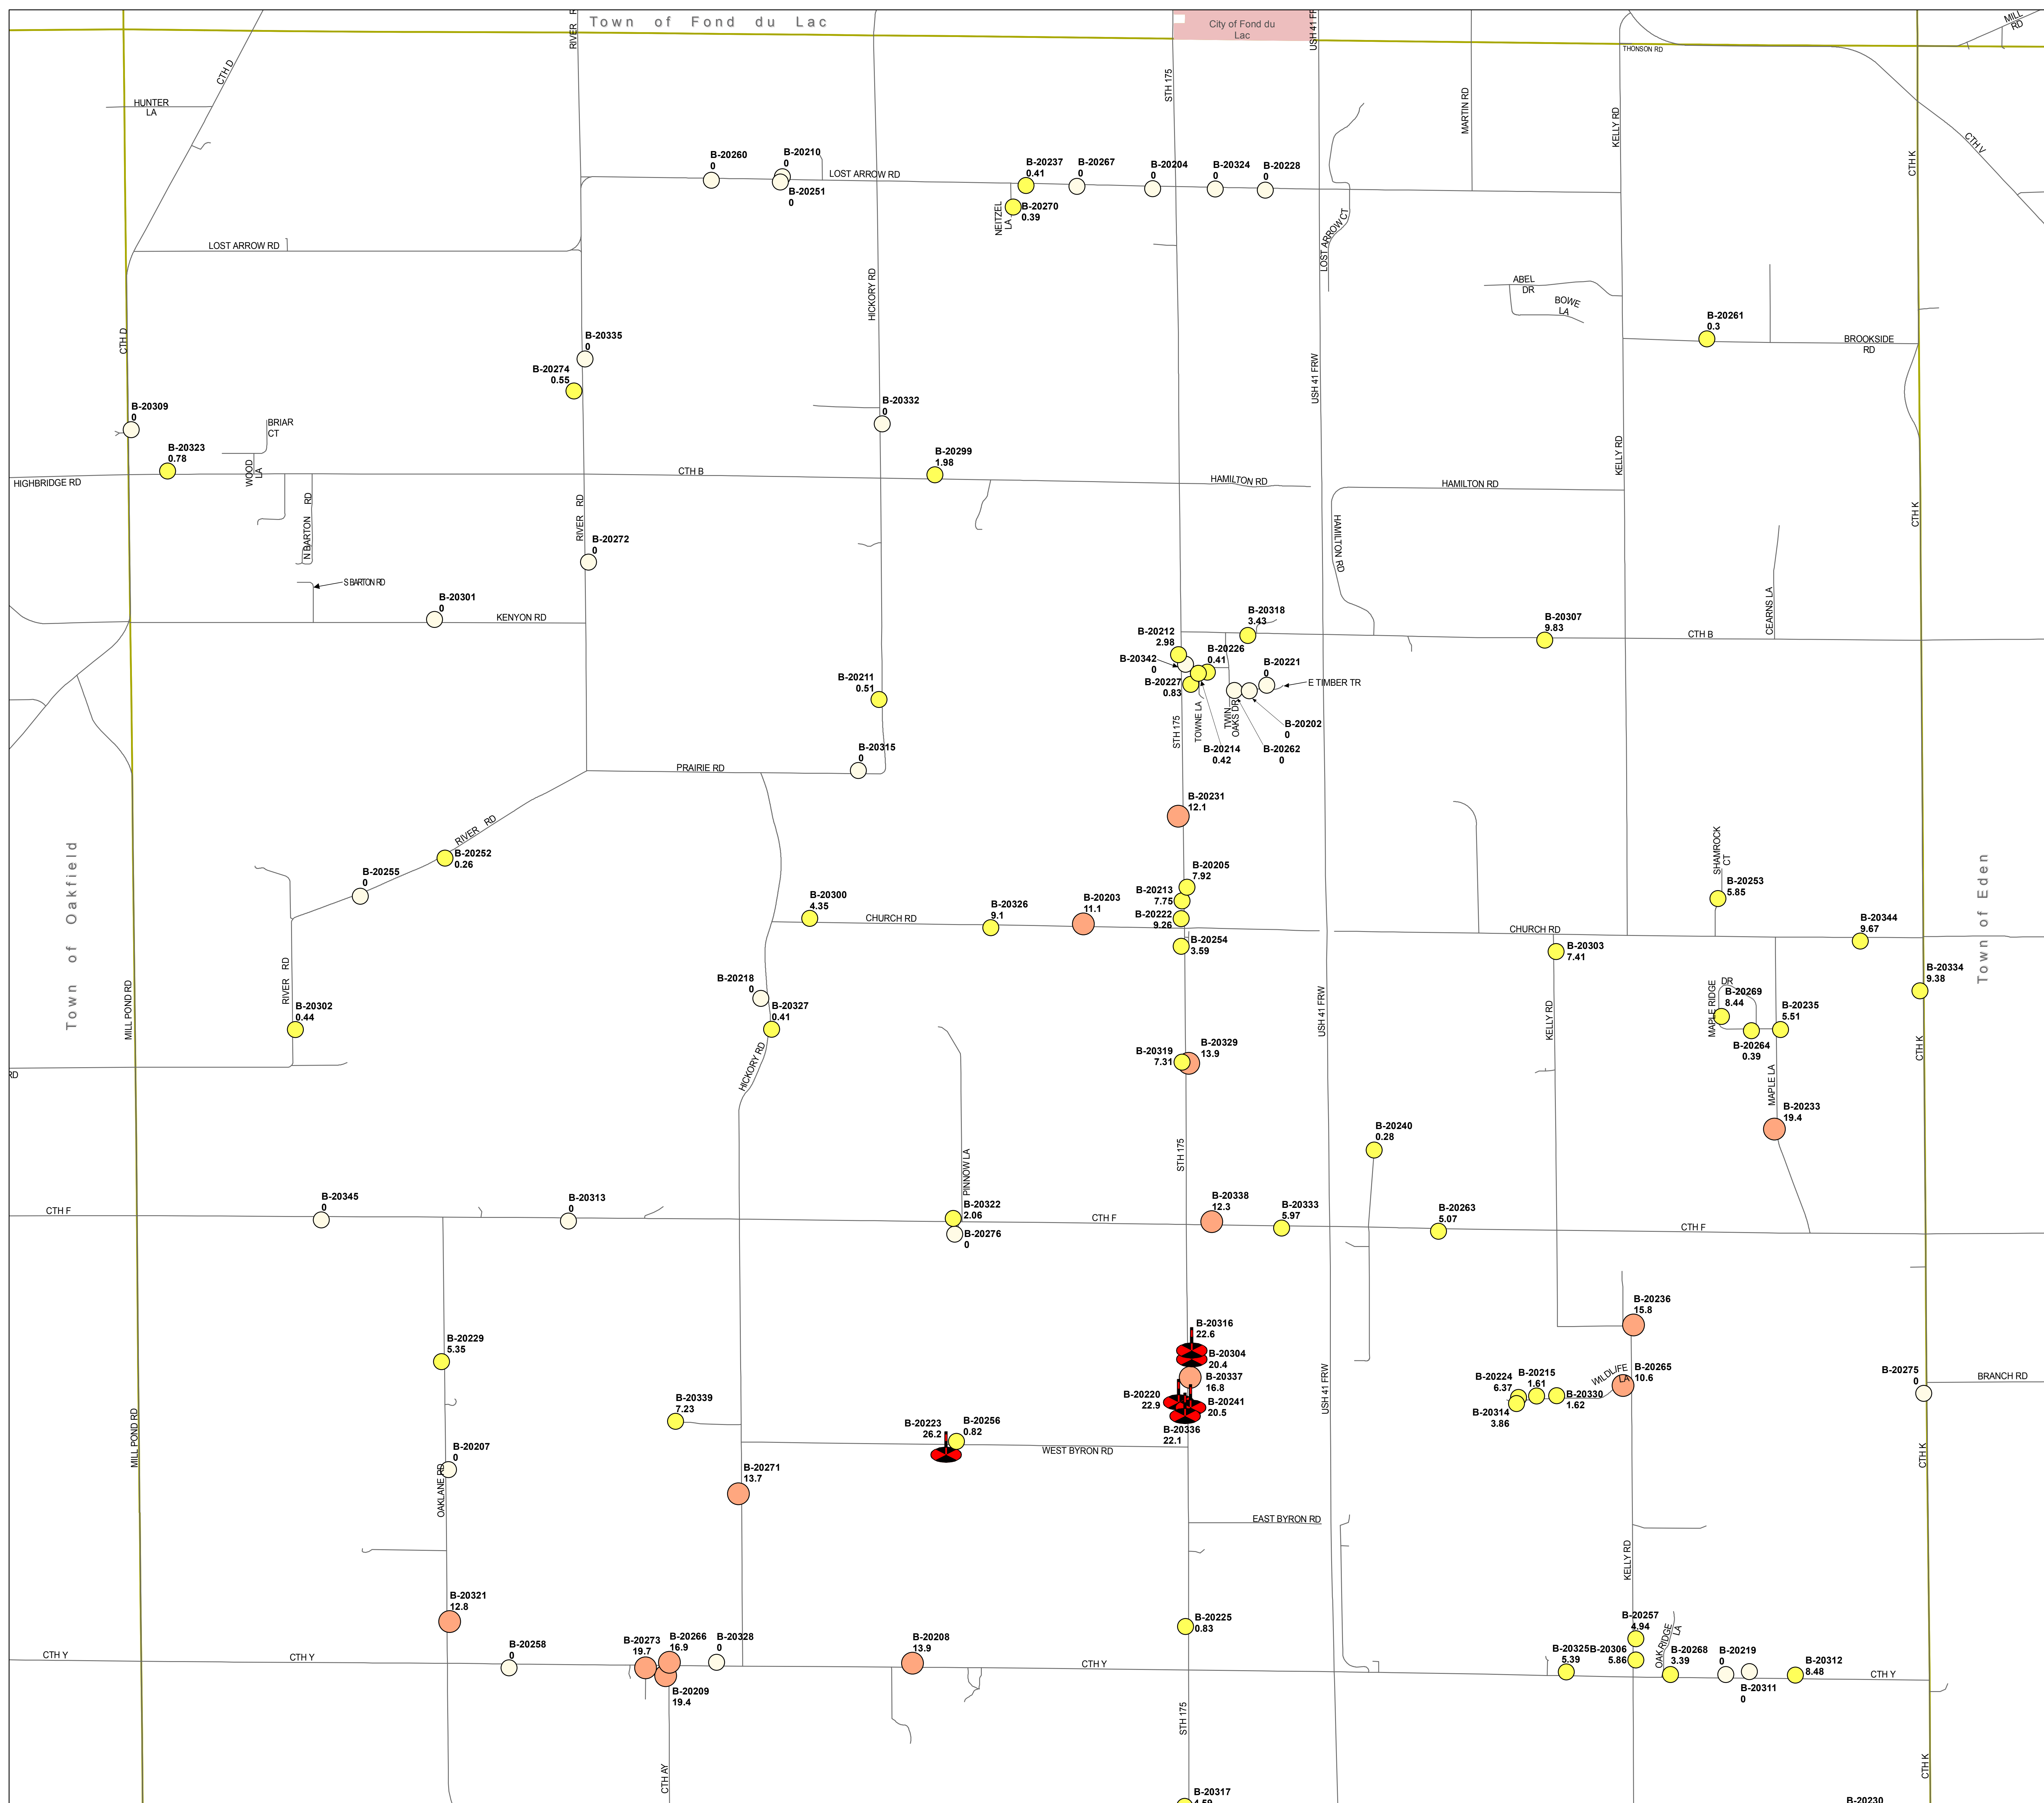 Town of Fond du Lac
City of Fond du
Lac
MILL
RD
THONSON RD
CTH D
RIVER R
USH 41 FR
STH 175
MARTIN RD
KELLY RD
CTH K
CTH V
HUNTER
LA
B-20260
0
B-20210
0
B-20251
0
LOST ARROW RD
B-20237
0.41
B-20267
0
B-20204
0
B-20324
0
B-20228
0
B-20270
0.39
NEITZEL
LA
LOST ARROW CT
LOST ARROW RD
HICKORY RD
ABEL
DR
BOWE
LA
B-20261
0.3
BROOKSIDE
RD
CTH D
B-20335
0
B-20274
0.55
USH 41 FRW
B-20309
0
B-20332
0
BRIAR
CT
B-20323
0.78
WOOD
LA
HIGHBRIDGE RD
CTH B
B-20299
1.98
HAMILTON RD
HAMILTON RD
KELLY RD
CTH K
N BARTON RD
RIVER RD
B-20272
0
HAMILTON RD
S BARTON RD
B-20301
0
KENYON RD
CEARNS LA
B-20318
3.43
B-20307
9.83
CTH B
B-20212
2.98
B-20342
0
B-20226
0.41
B-20221
0
B-20227
0.83
E TIMBER TR
B-20211
0.51
TOWNE LA
TWIN
OAKS DR
STH 175
B-20202
0
B-20214
0.42
B-20262
0
B-20315
0
PRAIRIE RD
B-20231
12.1
RIVER RD
B-20252
0.26
B-20255
0
Town of Oakfield
SHAMROCK
CT
B-20205
7.92
B-20213
7.75
B-20253
5.85
Town of Eden
B-20300
4.35
CHURCH RD
B-20326
9.1
B-20203
11.1
B-20222
9.26
B-20254
3.59
CHURCH RD
B-20344
9.67
B-20303
7.41
B-20334
9.38
RIVER RD
MILL POND RD
B-20218
0
B-20327
0.41
B-20302
0.44
USH 41 FRW
KELLY RD
MAPLE RIDGE
DR
B-20269
8.44
B-20235
5.51
B-20264
0.39
CTH K
HICKORY RD
B-20319
7.31
B-20329
13.9
RD
MAPLE LA
B-20233
19.4
B-20240
0.28
STH 175
PINNOW LA
B-20345
0
CTH F
B-20313
0
B-20322
2.06
B-20276
0
CTH F
B-20338
12.3
B-20333
5.97
B-20263
5.07
CTH F
B-20236
15.8
B-20316
22.6
B-20229
5.35
B-20304
20.4
B-20337
16.8
USH 41 FRW
B-20224
6.37
B-20215
1.61
WILDLIFE
LA
B-20265
10.6
B-20275
0
BRANCH RD
B-20339
7.23
B-20220
22.9
B-20241
20.5
B-20330
1.62
B-20314
3.86
B-20223
26.2
B-20256
0.82
B-20336
22.1
WEST BYRON RD
MILL POND RD
B-20207
0
OAKLANE RD
B-20271
13.7
CTH K
EAST BYRON RD
KELLY RD
B-20321
12.8
B-20225
0.83
B-20257
4.94
OAKRIDGE
LA
CTH Y
CTH Y
B-20258
0
B-20273
19.7
B-20266
16.9
B-20328
0
B-20208
13.9
CTH Y
B-20325
5.39
B-20306
5.86
B-20268
3.39
B-20219
0
B-20312
8.48
CTH Y
B-20209
19.4
B-20311
0
STH 175
CTH AY
CTH K
B-20317
4.59
B-20230